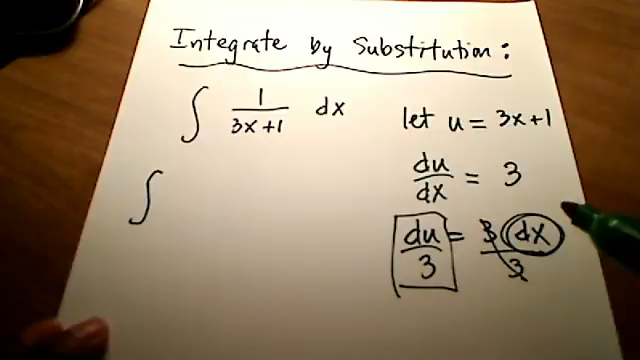 Integrate by Substitution:
∫ 1/(3x+1) dx
let u = 3x+1
du/dx = 3
du/3 = 3 dx/3
∫